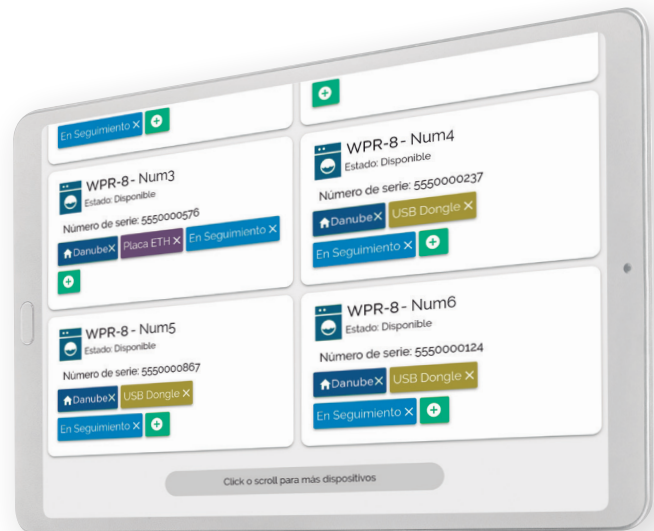 En Seguimiento ×
WPR-8 - Num3
Estado: Disponible
Número de serie: 5550000576
Danube× Placa ETH × En Seguimiento ×
WPR-8 - Num4
Estado: Disponible
Número de serie: 5550000237
Danube× USB Dongle ×
En Seguimiento ×
WPR-8 - Num5
Estado: Disponible
Número de serie: 5550000867
Danube× USB Dongle ×
En Seguimiento ×
WPR-8 - Num6
Estado: Disponible
Número de serie: 5550000124
Danube× USB Dongle ×
En Seguimiento ×
Click o scroll para más dispositivos